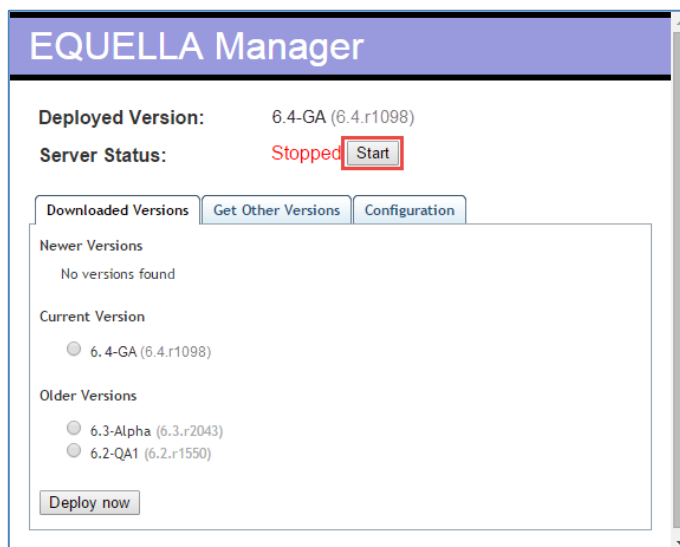 EQUELLA Manager
Deployed Version: 6.4-GA (6.4.r1098)
Server Status: Stopped Start
Downloaded Versions Get Other Versions Configuration
Newer Versions
No versions found
Current Version
6.4-GA (6.4.r1098)
Older Versions
6.3-Alpha (6.3.r2043)
6.2-QA1 (6.2.r1550)
Deploy now